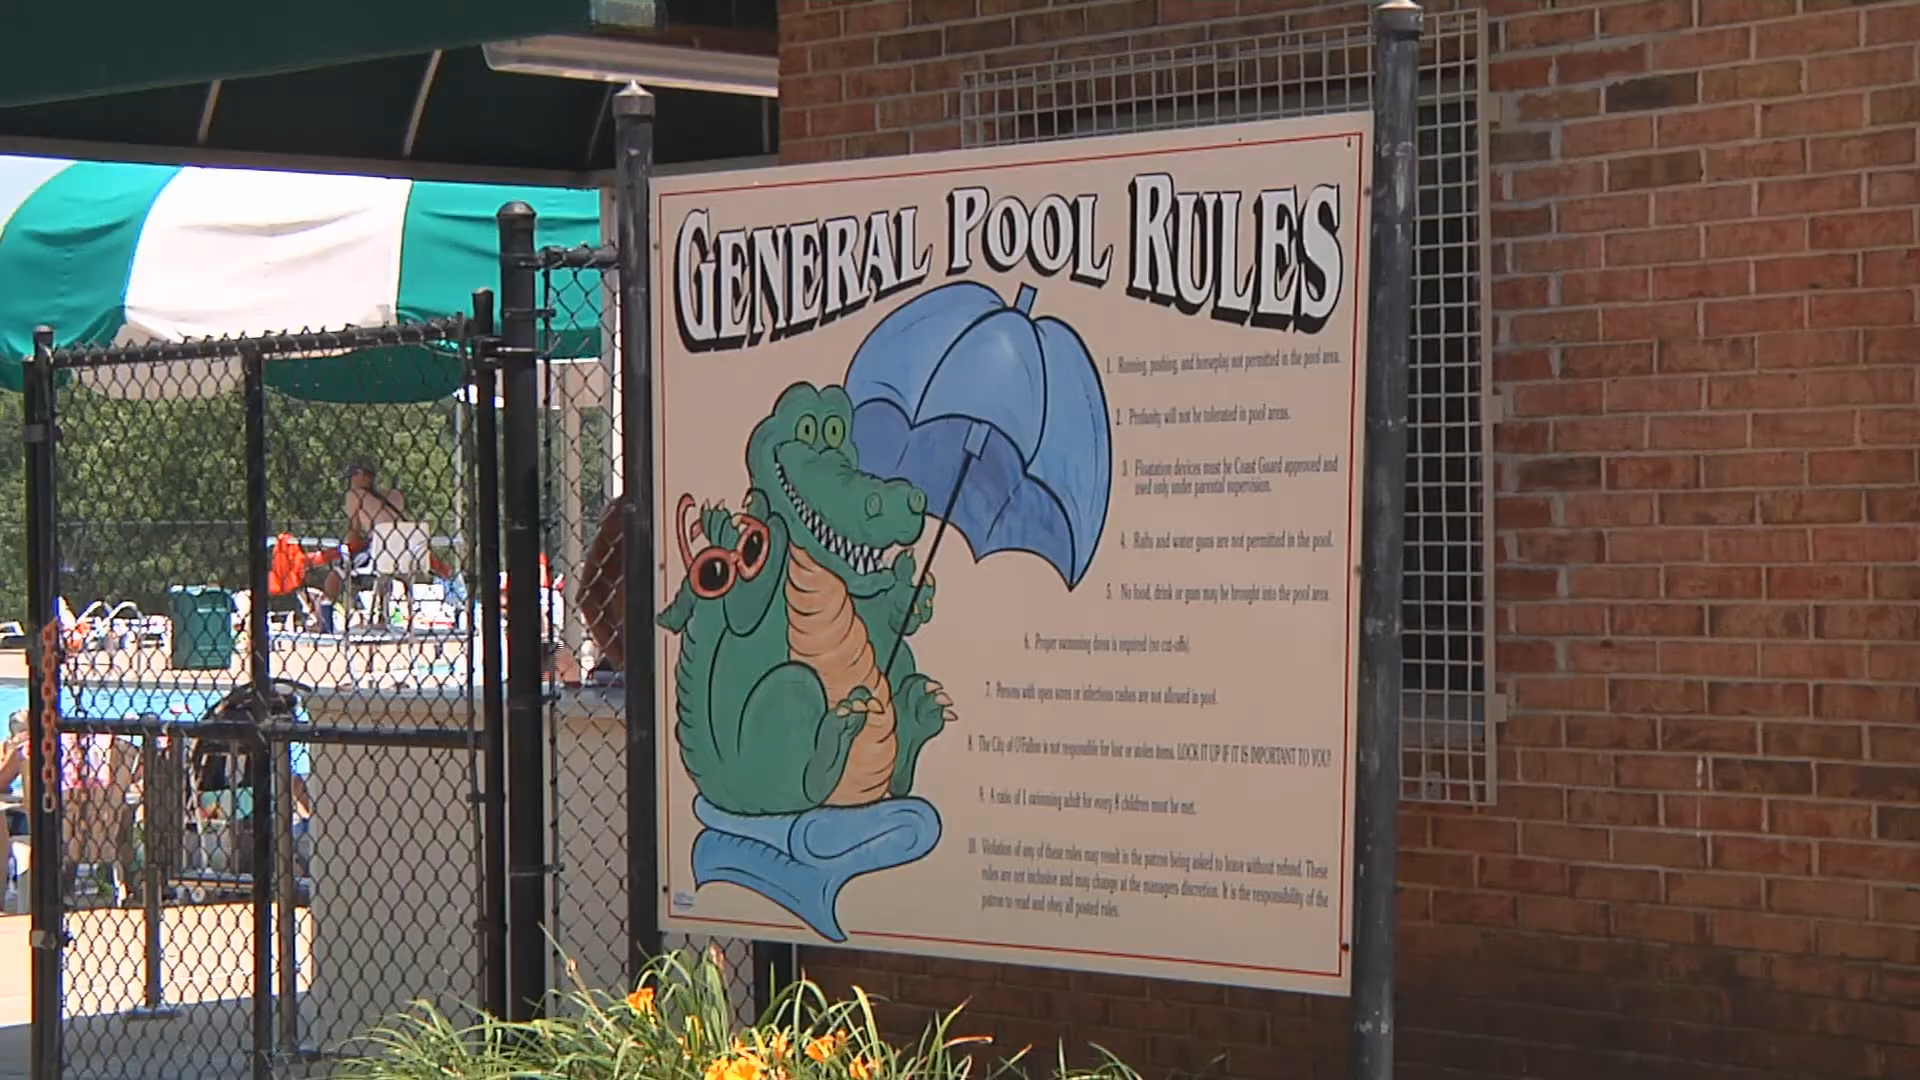 GENERAL POOL RULES
1. Running, pushing, and horseplay not permitted in the pool area.
2. Profanity will not be tolerated in pool areas.
3. Floatation devices must be Coast Guard approved and
used only under parental supervision.
4. Rafts and water guns are not permitted in the pool.
5. No food, drink or gum may be brought into the pool area.
6. Proper swimming dress is required (no cut-offs).
7. Persons with open sores or infectious rashes are not allowed in pool.
8. The City of O'Fallon is not responsible for lost or stolen items. LOCK IT UP IF IT IS IMPORTANT TO YOU!
9. A ratio of 1 swimming adult for every 8 children must be met.
10. Violation of any of these rules may result in the patron being asked to leave without refund. These
rules are not inclusive and may change at the managers discretion. It is the responsibility of the
patron to read and obey all posted rules.